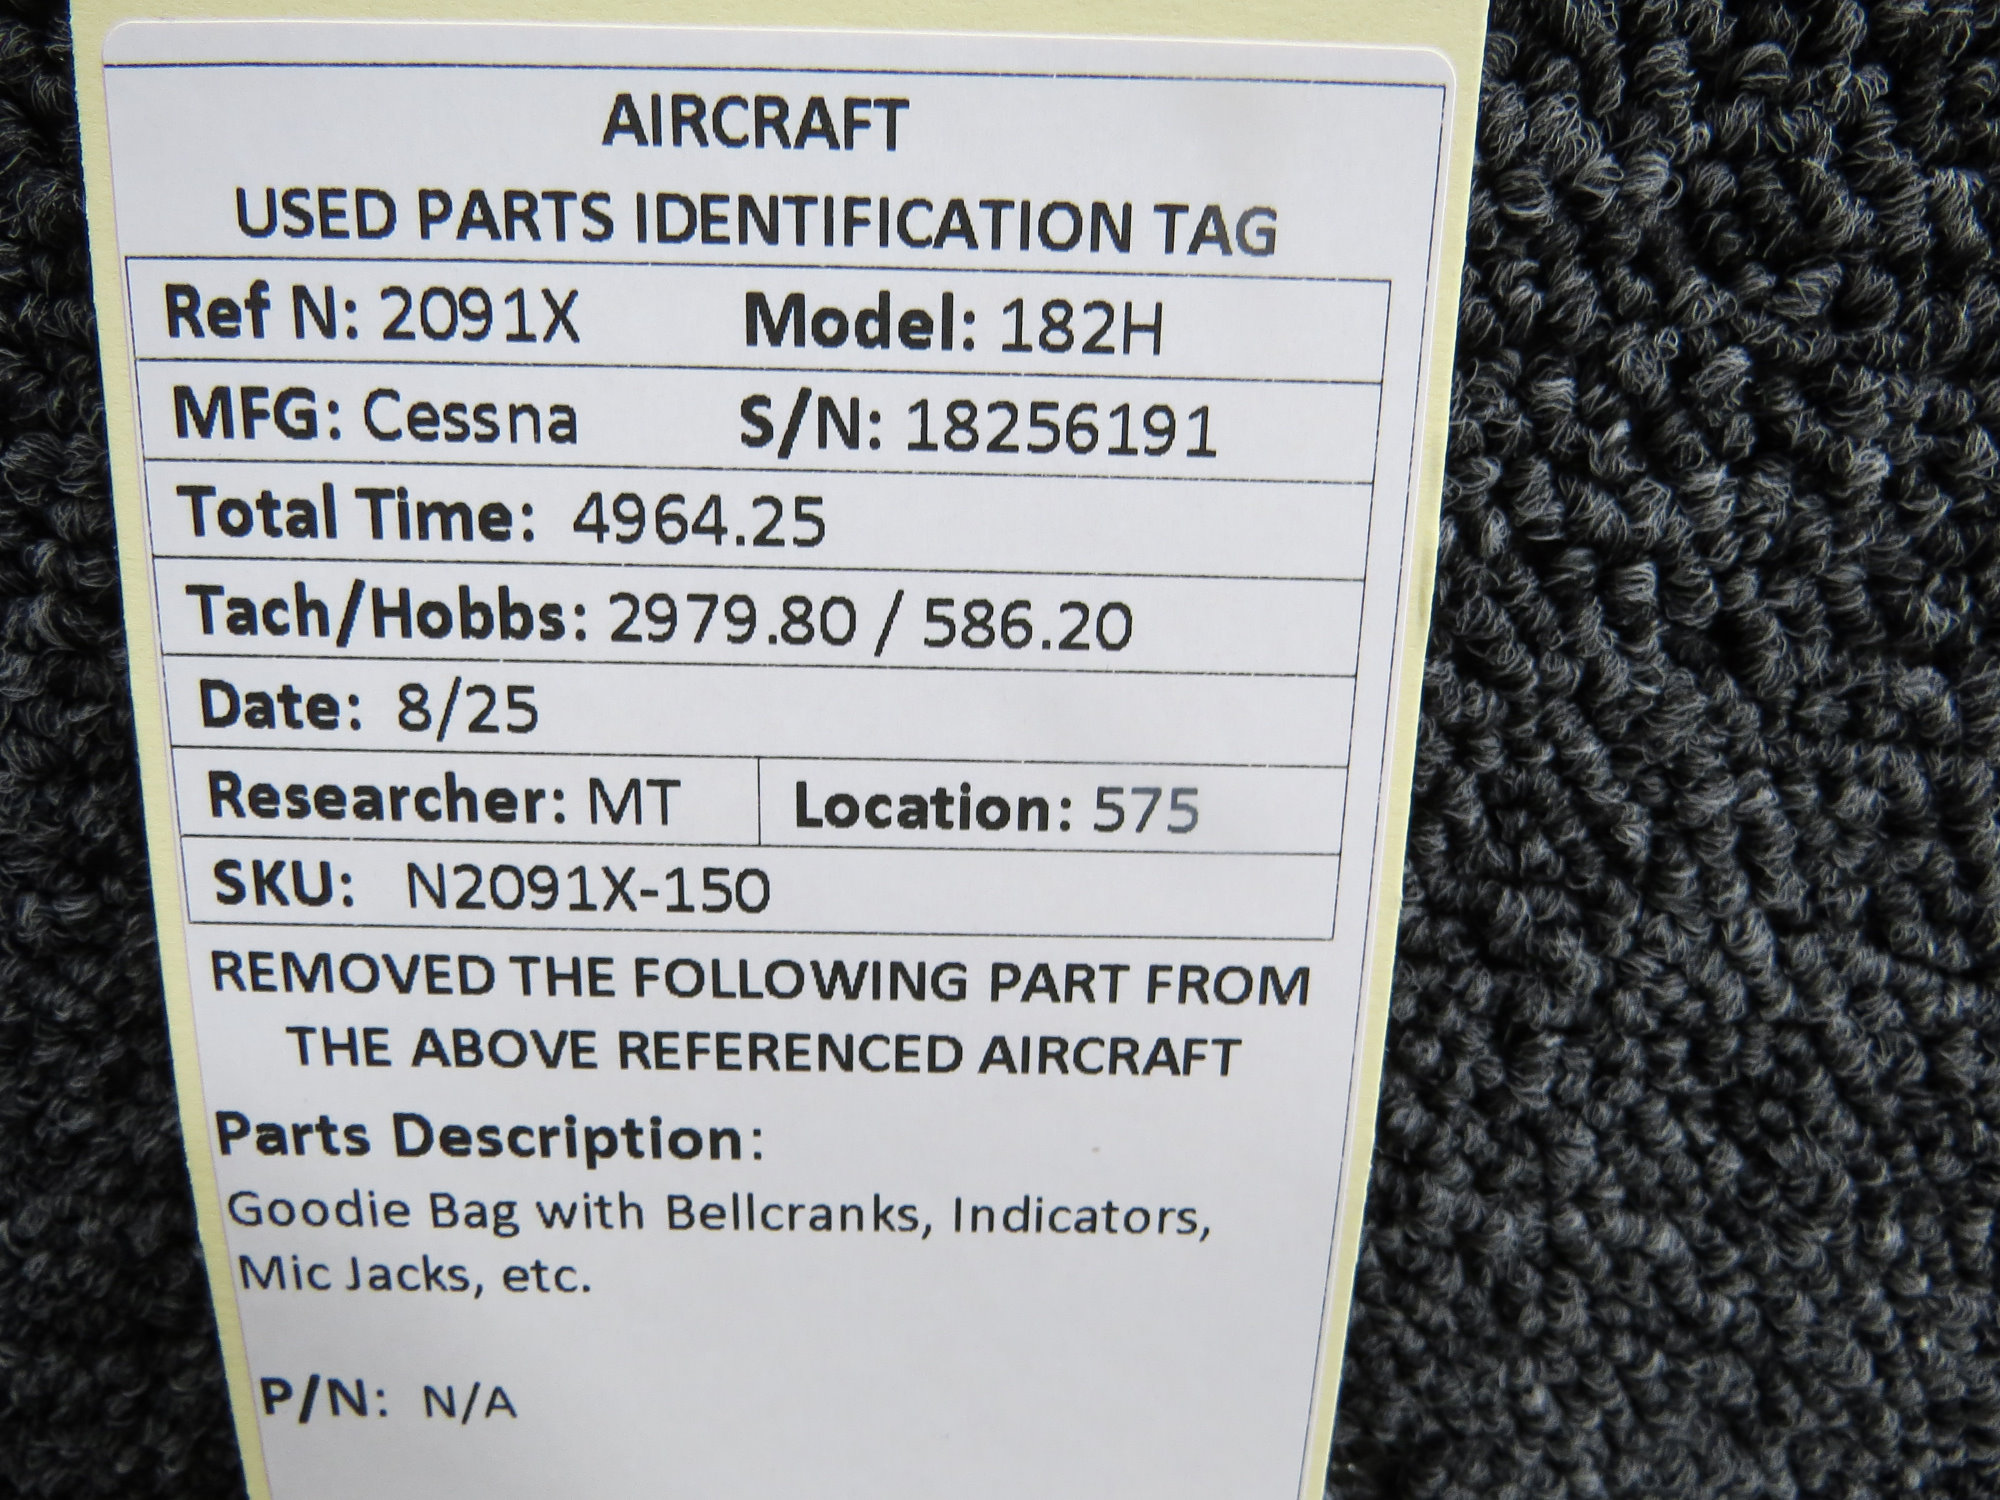 AIRCRAFT
USED PARTS IDENTIFICATION TAG
Ref N: 2091X Model: 182H
MFG: Cessna S/N: 18256191
Total Time: 4964.25
Tach/Hobbs: 2979.80 / 586.20
Date: 8/25
Researcher: MT Location: 575
SKU: N2091X-150
REMOVED THE FOLLOWING PART FROM
THE ABOVE REFERENCED AIRCRAFT
Parts Description:
Goodie Bag with Bellcranks, Indicators,
Mic Jacks, etc.
P/N: N/A